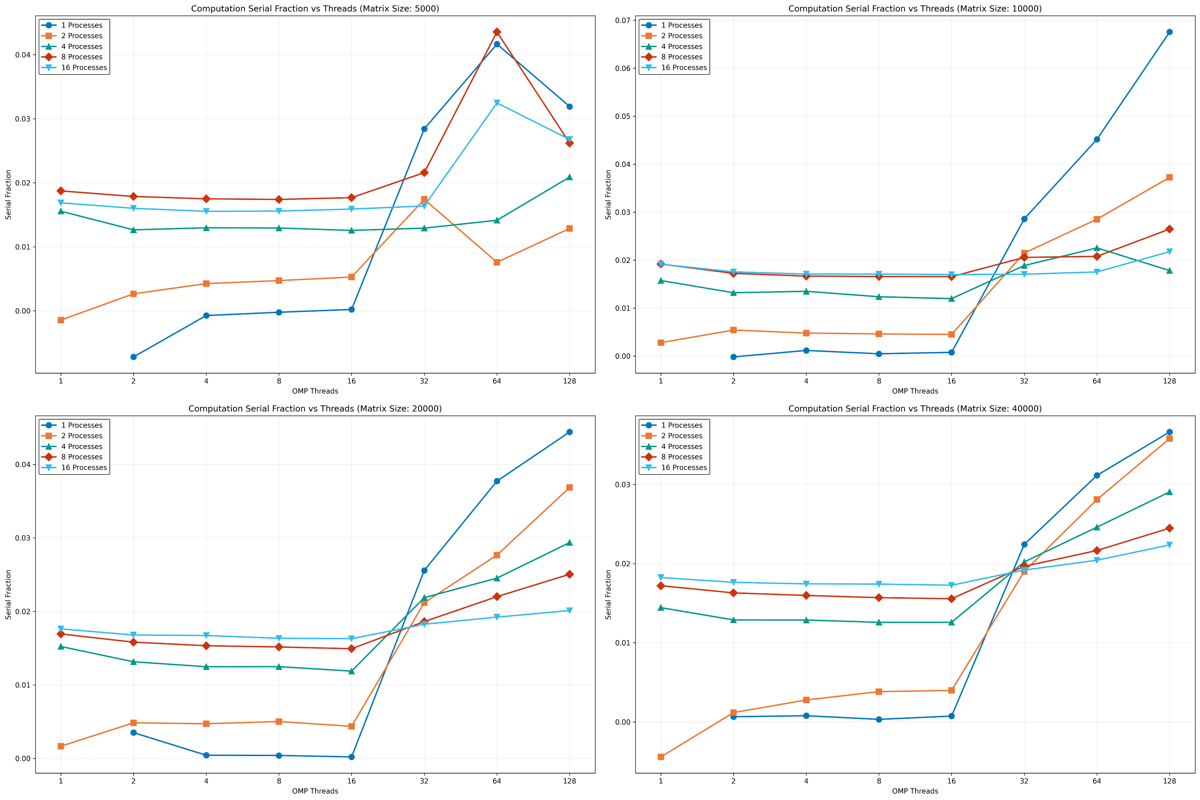 Computation Serial Fraction vs Threads (Matrix Size: 5000)
1 Processes
2 Processes
4 Processes
8 Processes
16 Processes
0.04
0.03
0.02
0.01
0.00
Serial Fraction
1 2 4 8 16 32 64 128
OMP Threads
Computation Serial Fraction vs Threads (Matrix Size: 10000)
1 Processes
2 Processes
4 Processes
8 Processes
16 Processes
0.07
0.06
0.05
0.04
0.03
0.02
0.01
0.00
Serial Fraction
1 2 4 8 16 32 64 128
OMP Threads
Computation Serial Fraction vs Threads (Matrix Size: 20000)
1 Processes
2 Processes
4 Processes
8 Processes
16 Processes
0.04
0.03
0.02
0.01
0.00
Serial Fraction
1 2 4 8 16 32 64 128
OMP Threads
Computation Serial Fraction vs Threads (Matrix Size: 40000)
1 Processes
2 Processes
4 Processes
8 Processes
16 Processes
0.03
0.02
0.01
0.00
Serial Fraction
1 2 4 8 16 32 64 128
OMP Threads